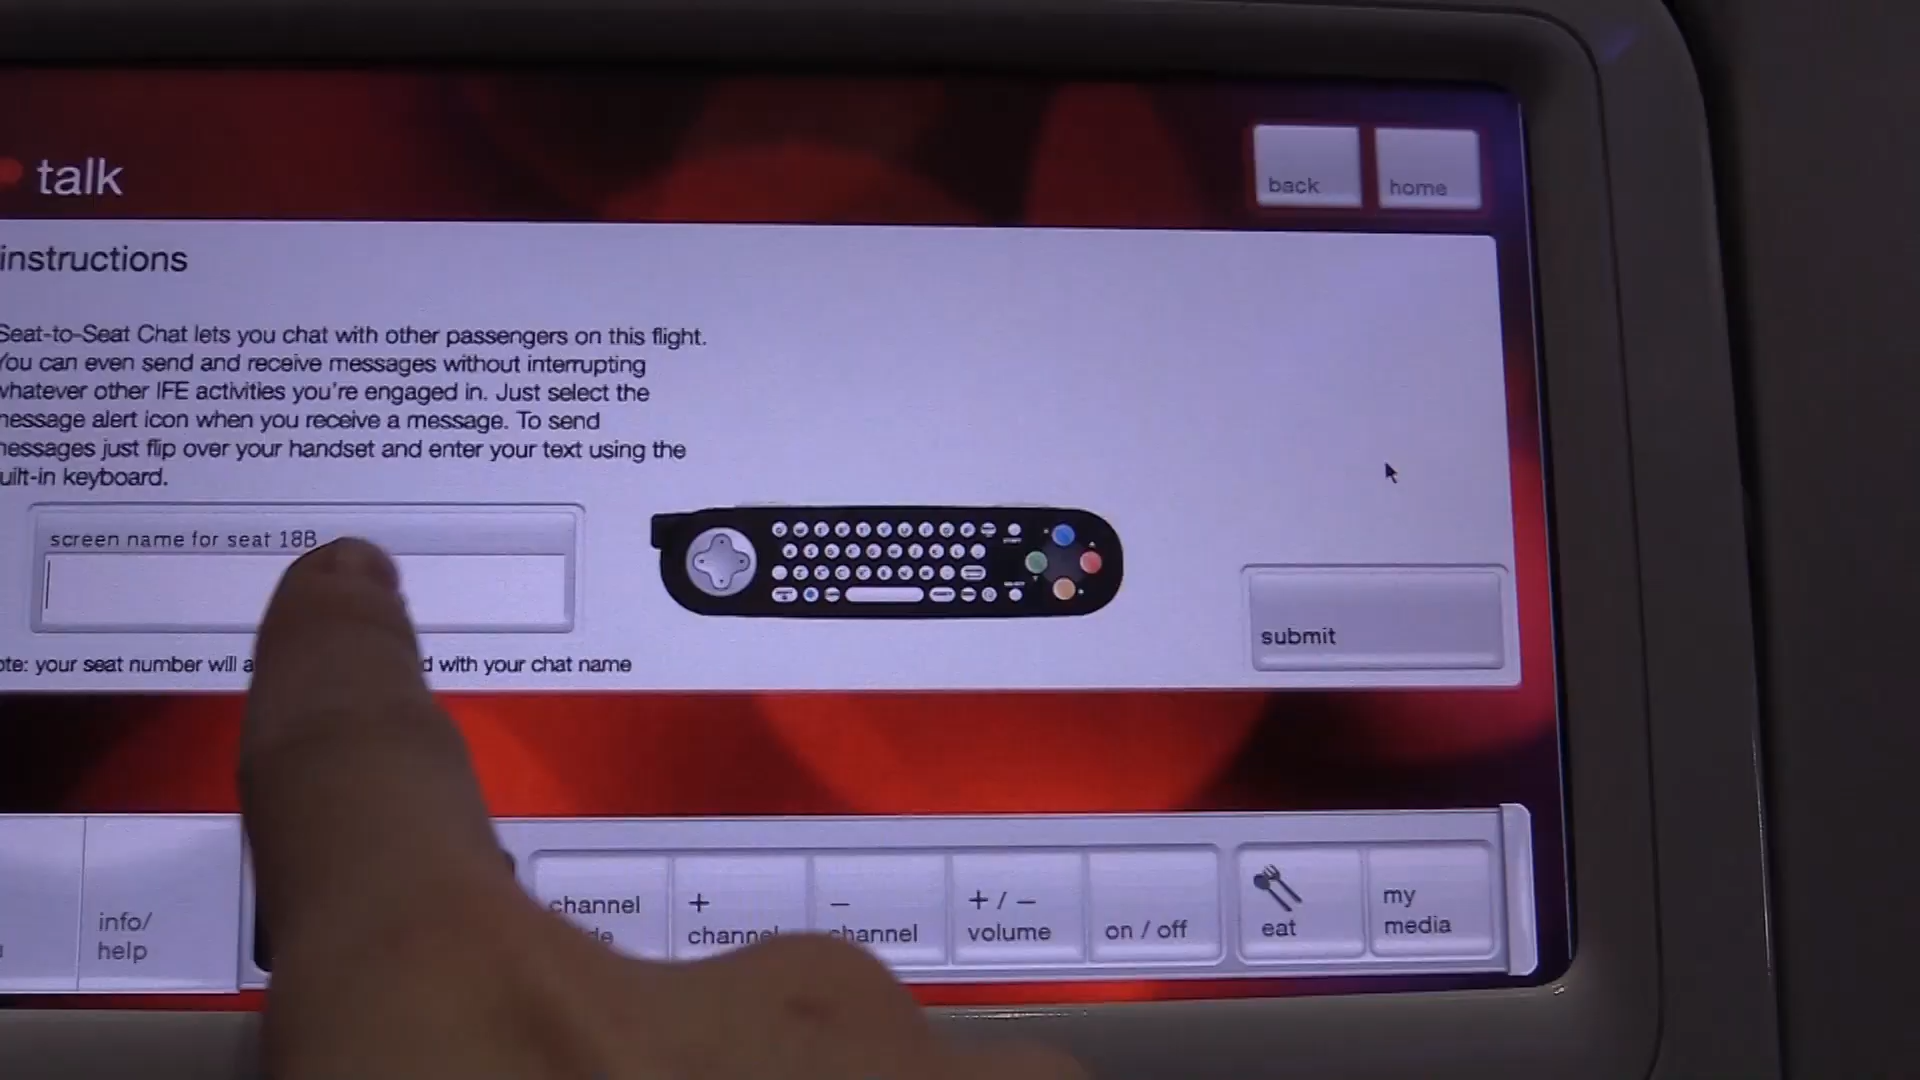 talk
back
home
instructions
Seat-to-Seat Chat lets you chat with other passengers on this flight.
You can even send and receive messages without interrupting
whatever other IFE activities you're engaged in. Just select the
message alert icon when you receive a message. To send
messages just flip over your handset and enter your text using the
uilt-in keyboard.
screen name for seat 18B
submit
ote: your seat number will a d with your chat name
info/
help
channel
+
channel
–
channel
+ / –
volume
on / off
eat
my
media